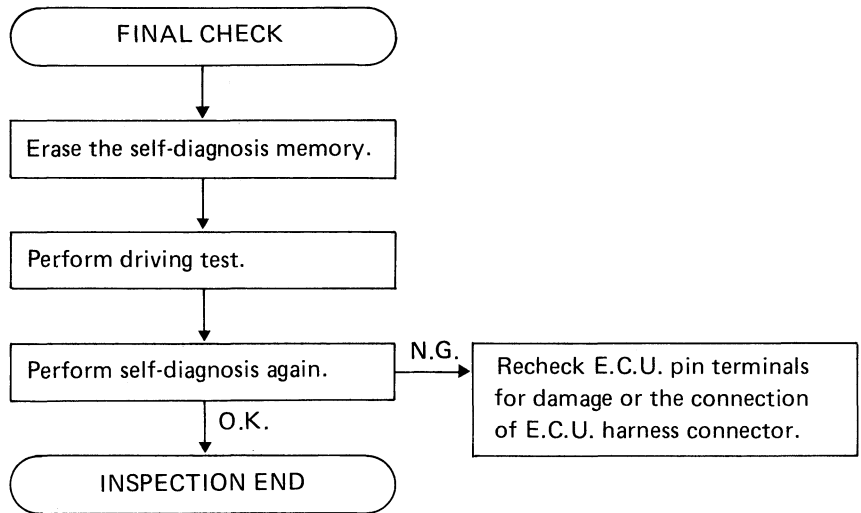 FINAL CHECK
Erase the self-diagnosis memory.
Perform driving test.
Perform self-diagnosis again.
N.G.
Recheck E.C.U. pin terminals
for damage or the connection
of E.C.U. harness connector.
O.K.
INSPECTION END